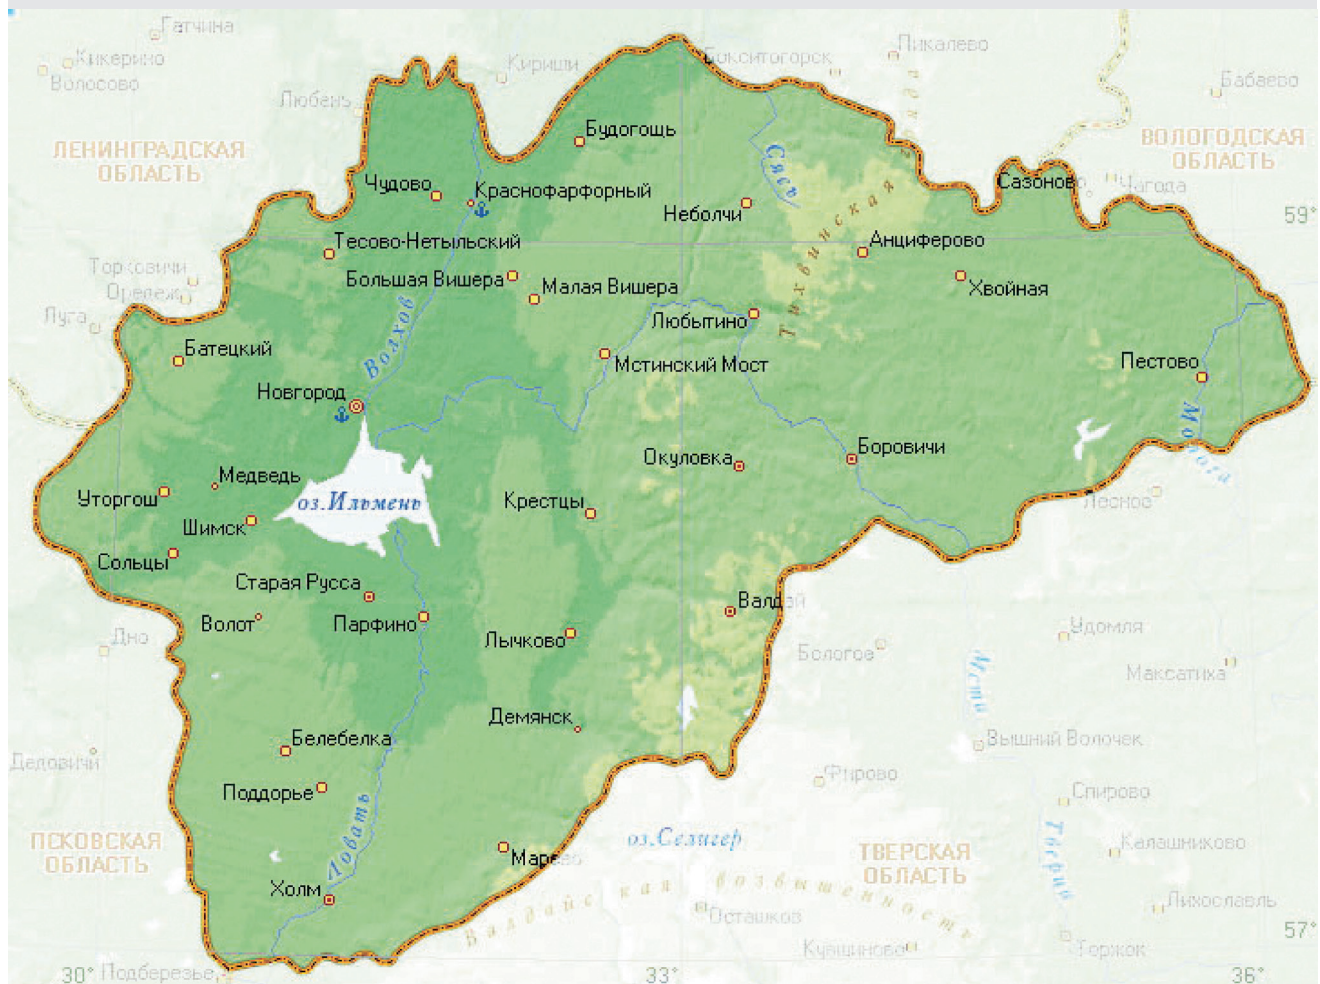 Гатчина
Пикалево
Бокситогорск
Кикерино
Кириши
Бабаево
Волосово
Любань
Будогощь
ЛЕНИНГРАДСКАЯ
ОБЛАСТЬ
ВОЛОГОДСКАЯ
ОБЛАСТЬ
Чудово
Краснофарфорный
Сясь
Сазоново
Чагода
Неболчи
59°
Тихвинская гряда
Тесово-Нетыльский
Анциферово
Торковичи
Большая Вишера
Малая Вишера
Хвойная
Оредеж
Луга
Волхов
Любытино
Батецкий
Мстинский Мост
Пестово
Новгород
Молога
Боровичи
Окуловка
Медведь
Уторгош
оз.Ильмень
Крестцы
Лесное
Шимск
Сольцы
Старая Русса
Валдай
Волот
Парфино
Лычково
Дно
Удомля
Бологое
Максатиха
Мста
Демянск
Белебелка
Вышний Волочек
Дедовичи
Фирово
Поддорье
Спирово
Ловать
ПСКОВСКАЯ
ОБЛАСТЬ
оз.Селигер
ТВЕРСКАЯ
ОБЛАСТЬ
Калашниково
Марево
Тверца
Холм
Валдайская возвышенность
Осташков
Лихославль
Кувшиново
Торжок
57°
30°
Подберезье
33°
36°